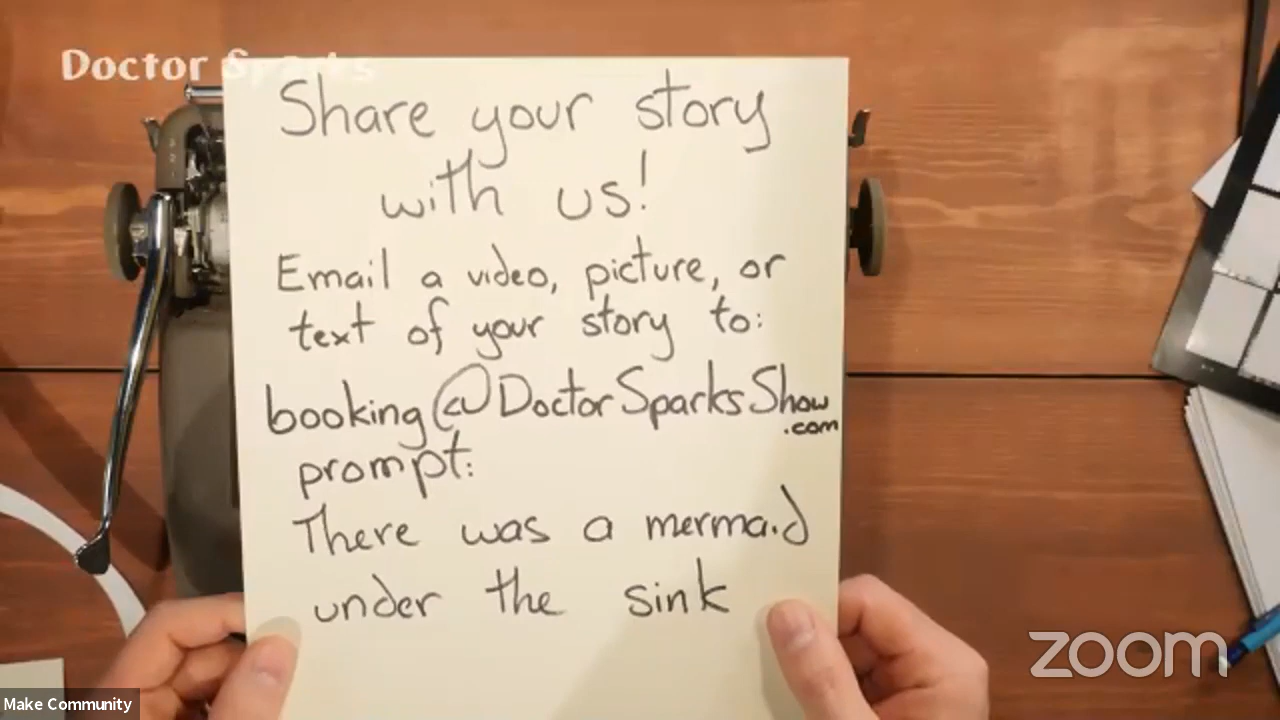 Doctor Sparks
Share your story
with us!
Email a video, picture, or
text of your story to:
booking@DoctorSparksShow
.com
prompt:
There was a mermaid
under the sink
zoom
Make Community